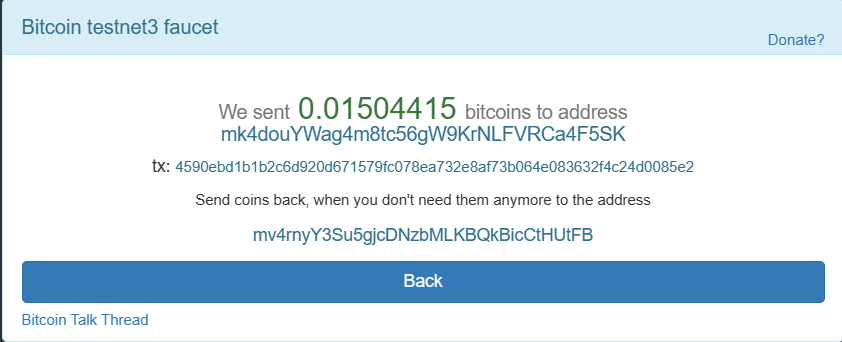 Bitcoin testnet3 faucet
Donate?
We sent 0.01504415 bitcoins to address
mk4douYWag4m8tc56gW9KrNLFVRCa4F5SK
tx: 4590ebd1b1b2c6d920d671579fc078ea732e8af73b064e083632f4c24d0085e2
Send coins back, when you don't need them anymore to the address
mv4rnyY3Su5gjcDNzbMLKBQkBicCtHUtFB
Back
Bitcoin Talk Thread